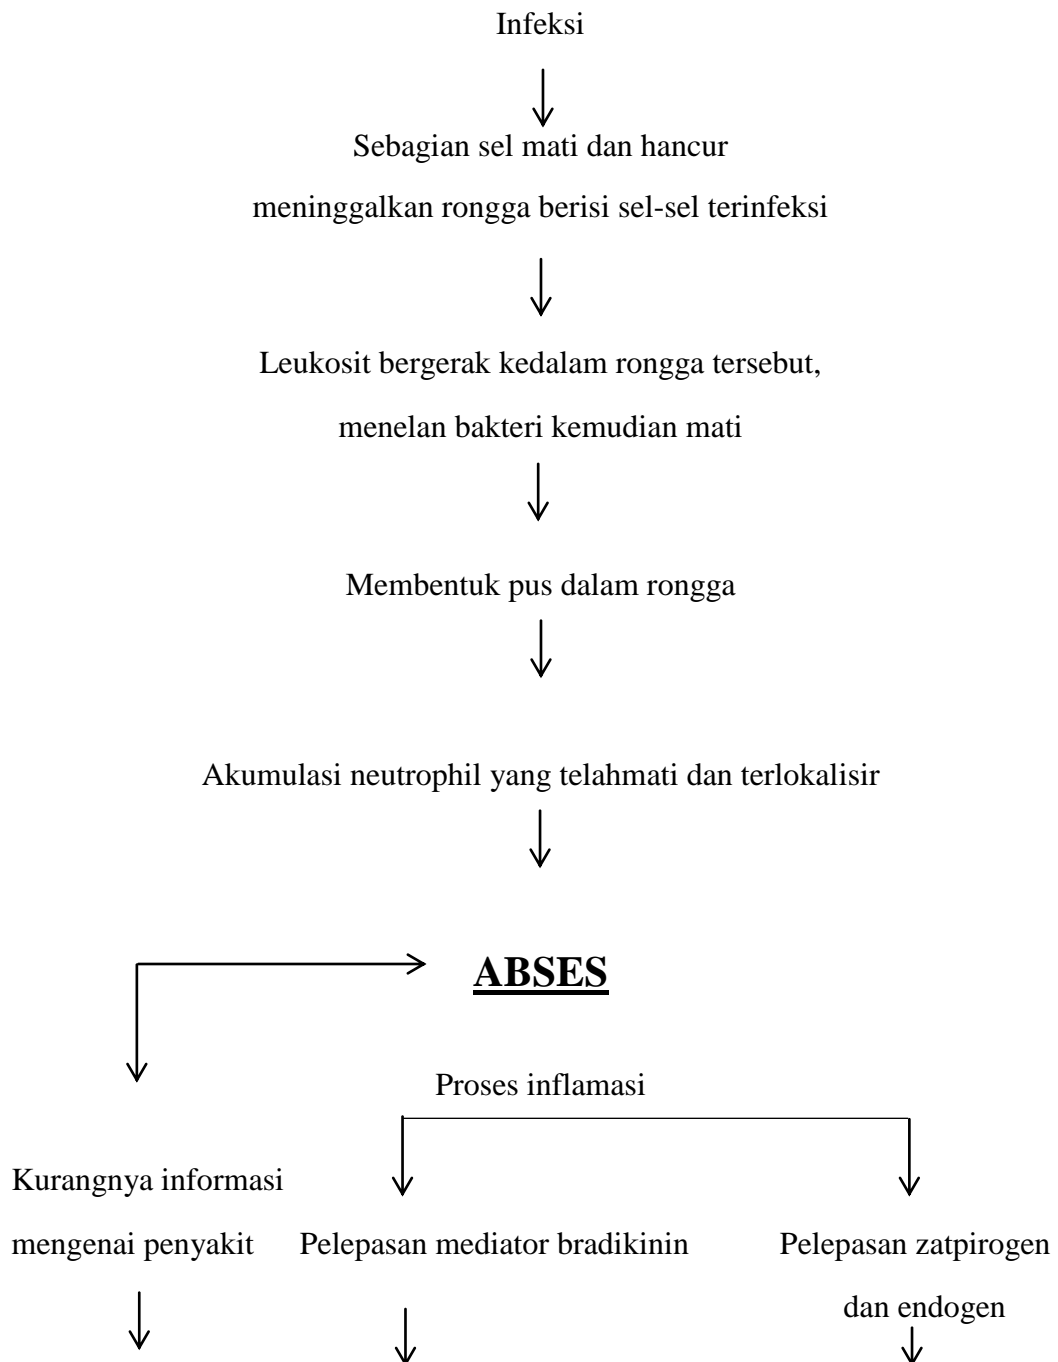 Infeksi
Sebagian sel mati dan hancur
meninggalkan rongga berisi sel-sel terinfeksi
Leukosit bergerak kedalam rongga tersebut,
menelan bakteri kemudian mati
Membentuk pus dalam rongga
Akumulasi neutrophil yang telahmati dan terlokalisir
ABSES
Proses inflamasi
Kurangnya informasi
mengenai penyakit
Pelepasan mediator bradikinin
Pelepasan zatpirogen
dan endogen